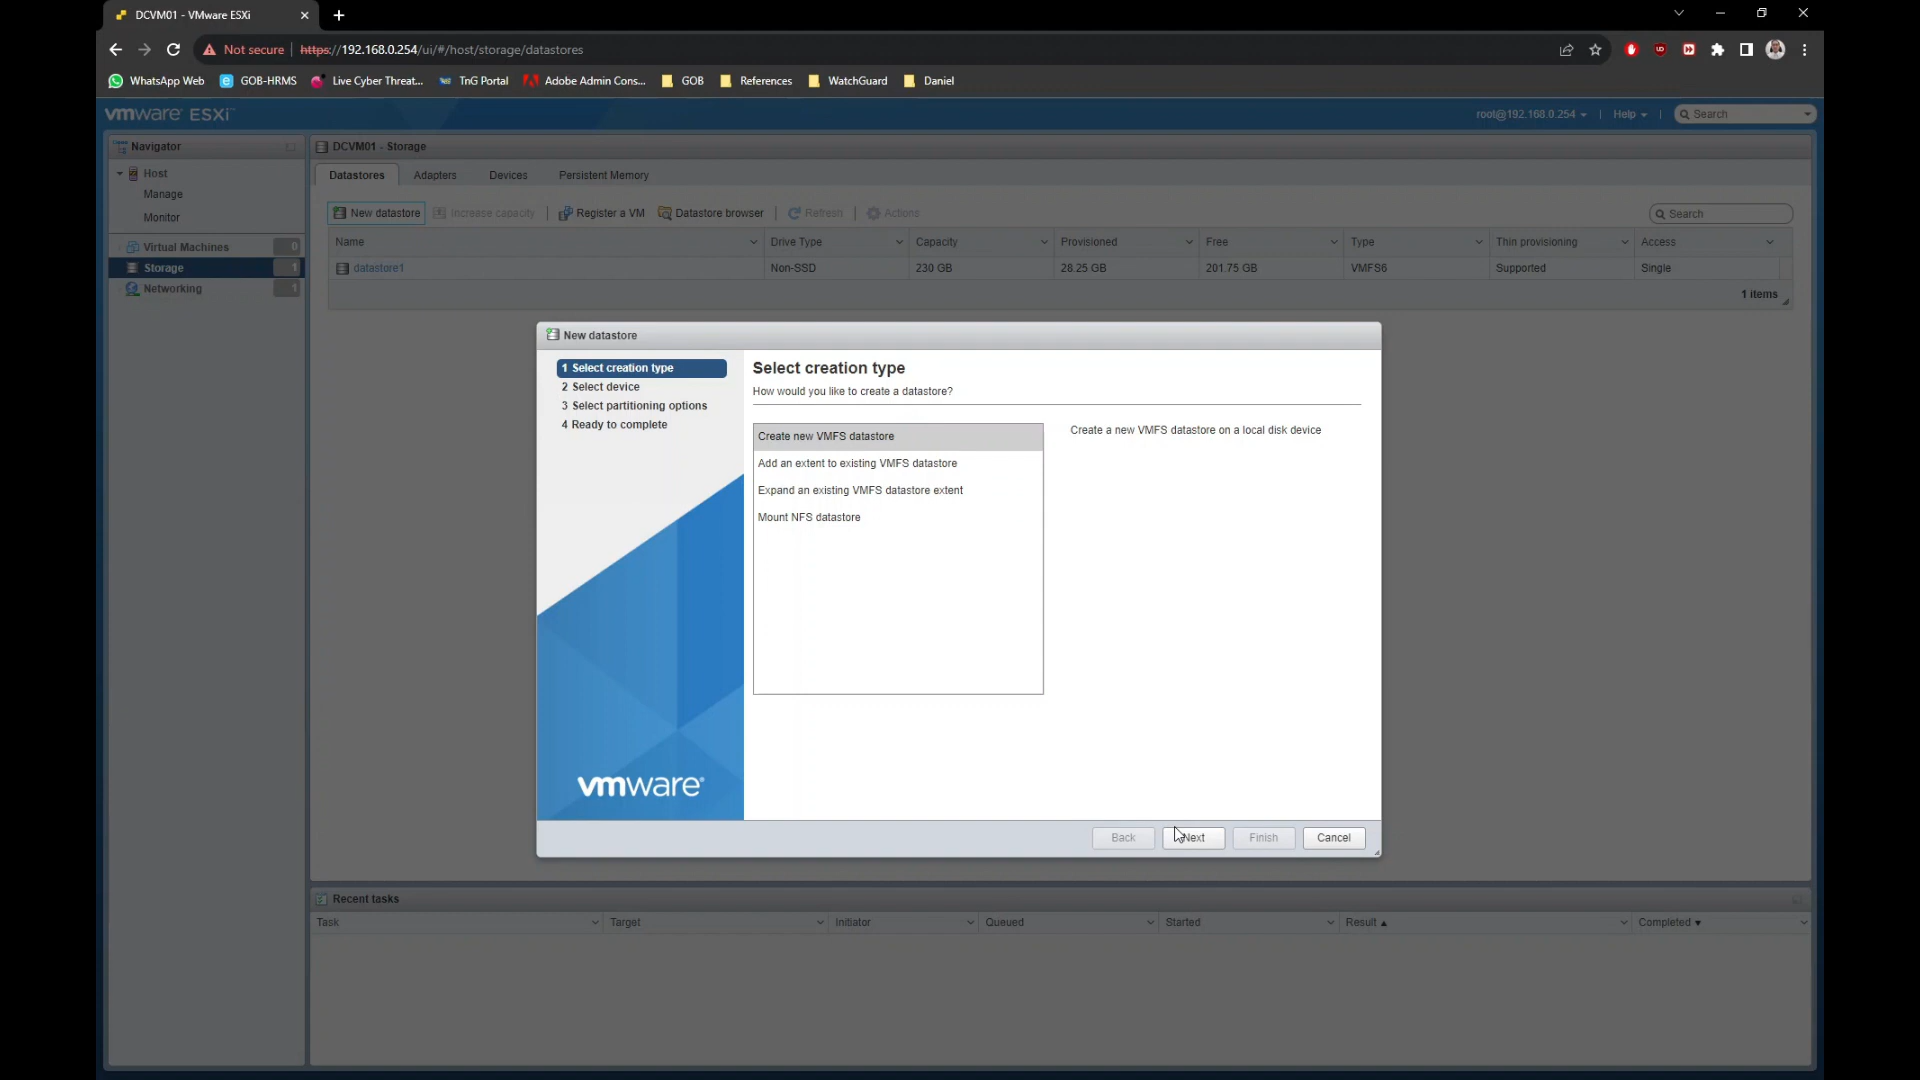 DCVM01 - VMware ESXi
Not secure https://192.168.0.254/ui/#/host/storage/datastores
WhatsApp Web GOB-HRMS Live Cyber Threat... TnG Portal Adobe Admin Cons... GOB References WatchGuard Daniel
vmware ESXi root@192.168.0.254 | Help | Search
Navigator
DCVM01 - Storage
Host
Manage
Monitor
Virtual Machines 0
Storage 1
Networking 1
Datastores Adapters Devices Persistent Memory
New datastore Increase capacity Register a VM Datastore browser Refresh Actions Search
Name Drive Type Capacity Provisioned Free Type Thin provisioning Access
datastore1 Non-SSD 230 GB 28.25 GB 201.75 GB VMFS6 Supported Single
1 items
New datastore
1 Select creation type
2 Select device
3 Select partitioning options
4 Ready to complete
vmware
Select creation type
How would you like to create a datastore?
Create new VMFS datastore
Add an extent to existing VMFS datastore
Expand an existing VMFS datastore extent
Mount NFS datastore
Create a new VMFS datastore on a local disk device
Back Next Finish Cancel
Recent tasks
Task Target Initiator Queued Started Result Completed